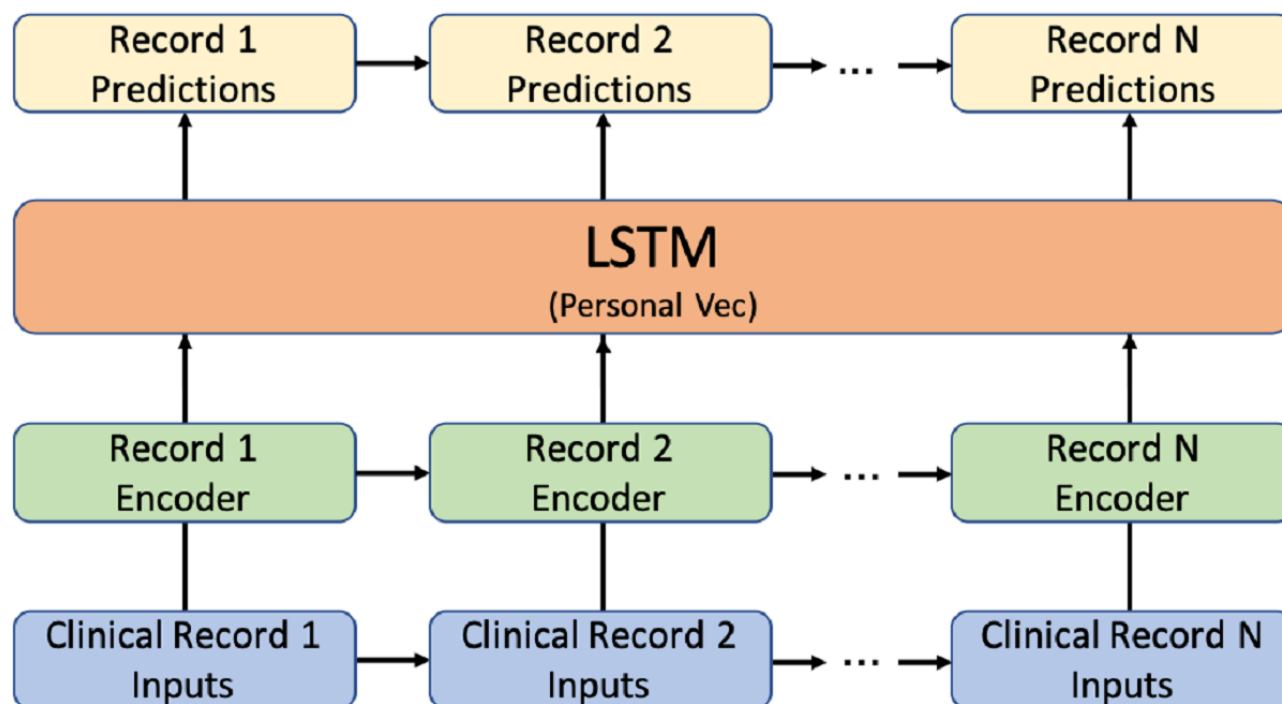 Record 1
Predictions
Record 2
Predictions
...
Record N
Predictions
LSTM
(Personal Vec)
Record 1
Encoder
Record 2
Encoder
...
Record N
Encoder
Clinical Record 1
Inputs
Clinical Record 2
Inputs
...
Clinical Record N
Inputs